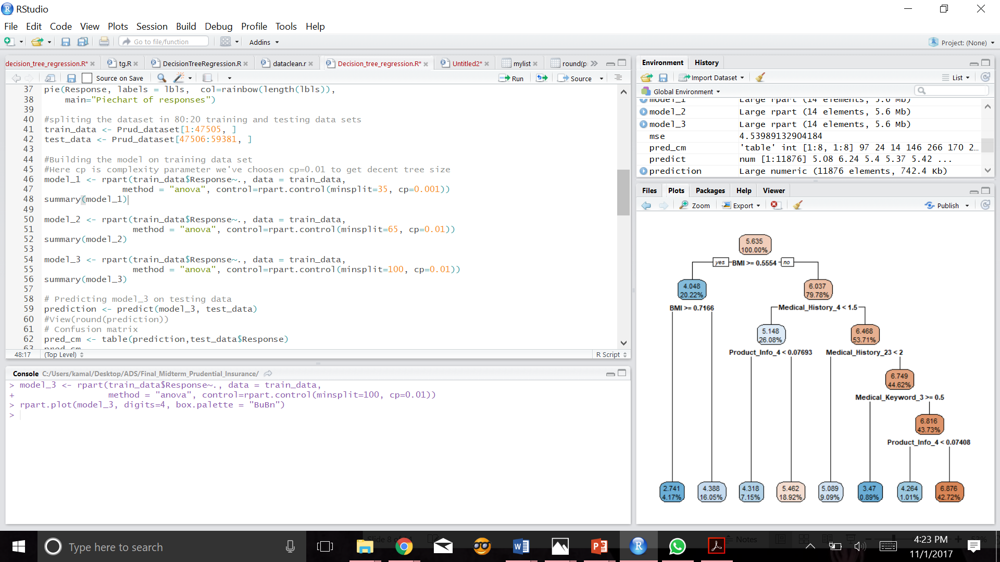 RStudio
File Edit Code View Plots Session Build Debug Profile Tools Help
Go to file/function Addins Project: (None)
decision_tree_regression.R* tg.R DecisionTreeRegression.R dataclean.r Decision_tree_regression.R* Untitled2* mylist round(p
Source on Save Run Source
37 pie(Response, labels = lbls,  col=rainbow(length(lbls)),
38     main="Piechart of responses")
39
40 #spliting the dataset in 80:20 training and testing data sets
41 train_data <- Prud_dataset[1:47505, ]
42 test_data <- Prud_dataset[47506:59381, ]
43
44 #Building the model on training data set
45 #Here cp is complexity parameter we've choosen cp=0.01 to get decent tree size
46 model_1 <- rpart(train_data$Response~., data = train_data,
47                method = "anova", control=rpart.control(minsplit=35, cp=0.001))
48 summary(model_1)
49
50 model_2 <- rpart(train_data$Response~., data = train_data,
51                  method = "anova", control=rpart.control(minsplit=65, cp=0.01))
52 summary(model_2)
53
54 model_3 <- rpart(train_data$Response~., data = train_data,
55                  method = "anova", control=rpart.control(minsplit=100, cp=0.01))
56 summary(model_3)
57
58 # Predicting model_3 on testing data
59 prediction <- predict(model_3, test_data)
60 #View(round(prediction))
61 # Confusion matrix
62 pred_cm <- table(prediction,test_data$Response)
63 pred_cm
48:17 (Top Level) R Script
Console C:/Users/kamal/Desktop/ADS/Final_Midterm_Prudential_Insurance/
> model_3 <- rpart(train_data$Response~., data = train_data,
+                  method = "anova", control=rpart.control(minsplit=100, cp=0.01))
> rpart.plot(model_3, digits=4, box.palette = "BuBn")
>
Environment History
Import Dataset List
Global Environment
model_1 Large rpart (14 elements, 5.6 Mb)
model_2 Large rpart (14 elements, 5.6 Mb)
model_3 Large rpart (14 elements, 5.6 Mb)
mse 4.53989132904184
pred_cm 'table' int [1:8, 1:8] 97 24 14 146 266 170 2…
predict num [1:11876] 5.08 6.24 5.4 5.37 5.42 ...
prediction Large numeric (11876 elements, 742.4 Kb)
Files Plots Packages Help Viewer
Zoom Export Publish
5.635
100.00%
yes BMI >= 0.5554 no
4.048 6.037
20.22% 79.78%
BMI >= 0.7166 Medical_History_4 < 1.5
5.148 6.468
26.08% 53.71%
Product_Info_4 < 0.07693 Medical_History_23 < 2
6.749
44.62%
Medical_Keyword_3 >= 0.5
6.816
43.73%
Product_Info_4 < 0.07408
2.741 4.388 4.318 5.462 5.089 3.47 4.264 6.876
4.17% 16.05% 7.15% 18.92% 9.09% 0.89% 1.01% 42.72%
Type here to search
Notes
4:23 PM
11/1/2017